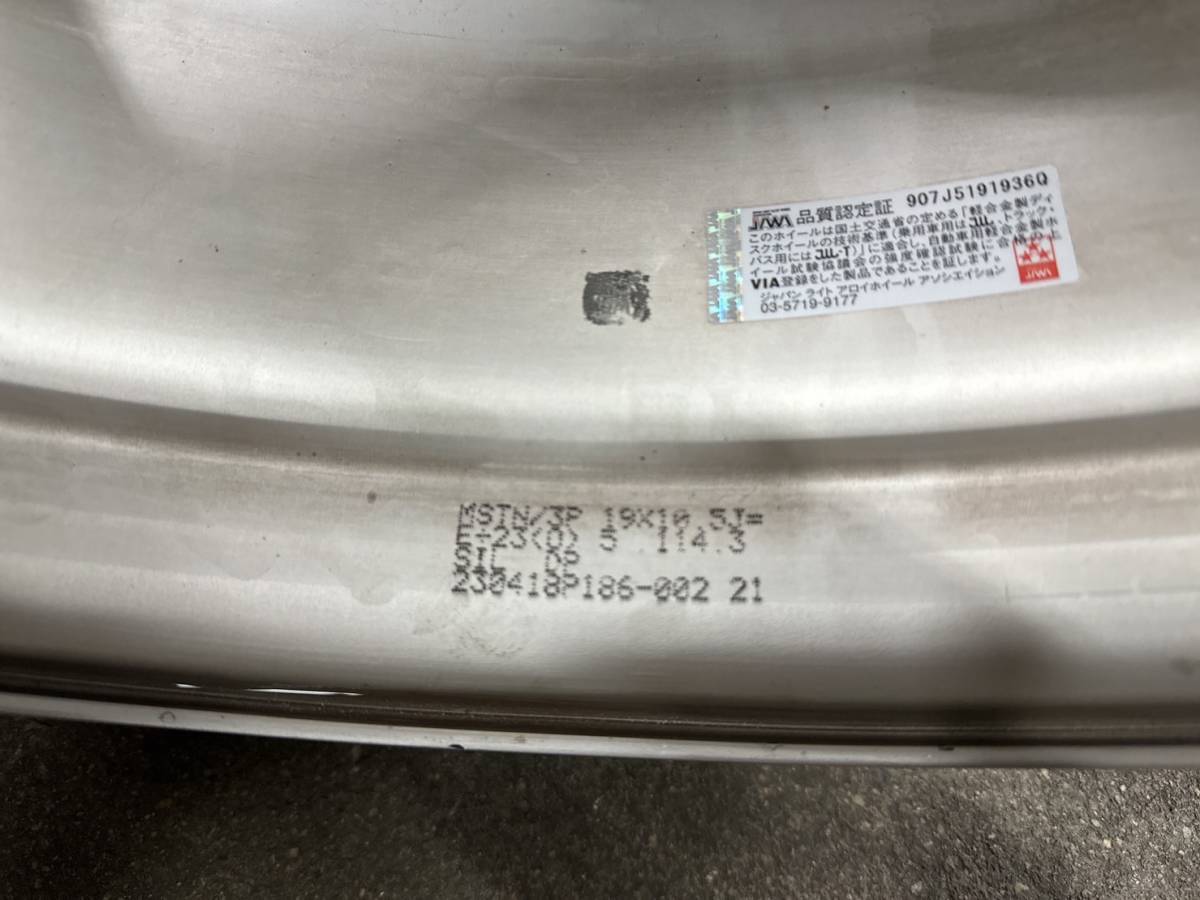 JAWA 品質認定証 907J5191936Q
このホイールは国土交通省の定める「軽合金製ディ
スクホイールの技術基準（乗用車用はJWL、トラック・
バス用にはJWL-T）」に適合し、自動車用軽合金製ホ
イール試験協議会の強度確認試験に合格の上
VIA登録をした製品であることを証します。
ジャパン ライト アロイホイール アソシエイション
03-5719-9177
JAWA
MSTN/3P 19X10.5J=
5 114.3
SIL
230418P186-002 21